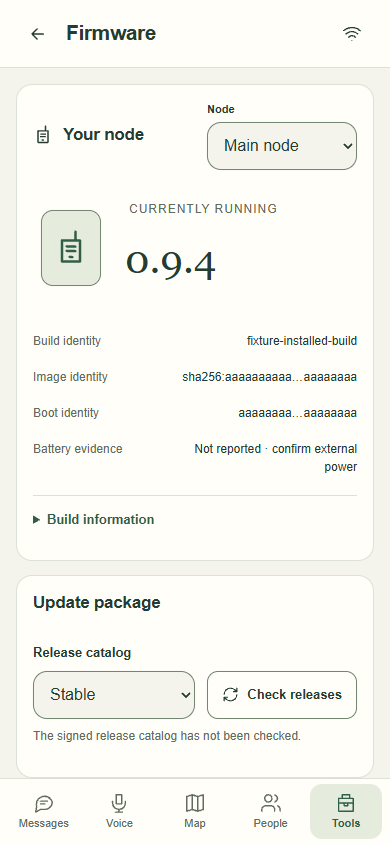 Firmware
Node
Your node
Main node
CURRENTLY RUNNING
0.9.4
Build identity fixture-installed-build
Image identity sha256:aaaaaaaaaa…aaaaaaaa
Boot identity aaaaaaaa…aaaaaaaa
Battery evidence Not reported · confirm external
power
Build information
Update package
Release catalog
Stable Check releases
The signed release catalog has not been checked.
Messages Voice Map People Tools